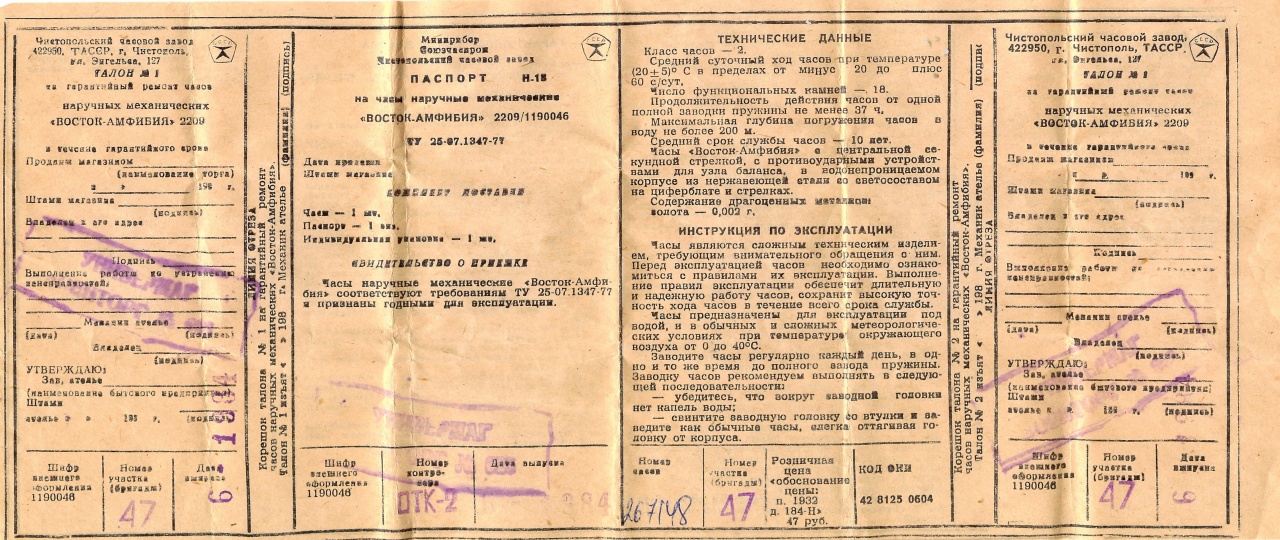 Чистопольский часовой завод
422950, ТАССР, г. Чистополь,
ул. Энгельса, 127
ТАЛОН № 1
на гарантийный ремонт часов
наручных механических
«ВОСТОК-АМФИБИЯ» 2209
в течение гарантийного срока
Продан магазином
(наименование торга)
« » 198 г.
Штамп магазина
(подпись)
Владелец и его адрес
Подпись
Выполнение работы по устранению
неисправностей:
Механик ателье
(дата) (подпись)
Владелец
(подпись)
УТВЕРЖДАЮ:
Зав. ателье
(наименование бытового предприятия)
Штамп
ателье « » 198 г. (подпись)
Шифр внешнего оформления
1190046
Номер участка (бригады)
47
Дата выпуска
6 - 1984
ЛИНИЯ ОТРЕЗА
Корешок талона № 1 на гарантийный ремонт
часов наручных механических «Восток-Амфибия».
Талон № 1 изъят « » 198 г. Механик ателье (фамилия) (подпись)
Минприбор
Союзчаспром
Чистопольский часовой завод
ПАСПОРТ Н.18
на часы наручные механические
«ВОСТОК-АМФИБИЯ» 2209/1190046
ТУ 25-07.1347-77
Дата продажи
Штамп магазина
КОМПЛЕКТ ПОСТАВКИ
Часы — 1 шт.
Паспорт — 1 экз.
Индивидуальная упаковка — 1 шт.
СВИДЕТЕЛЬСТВО О ПРИЕМКЕ
Часы наручные механические «Восток-Амфи-
бия» соответствуют требованиям ТУ 25-07.1347-77
и признаны годными для эксплуатации.
УНИВЕРМАГ
Шифр внешнего оформления
1190046
Номер контролера
ОТК-2
Дата выпуска
984
ТЕХНИЧЕСКИЕ ДАННЫЕ
Класс часов — 2.
Средний суточный ход часов при температуре
(20±5)° С в пределах от минус 20 до плюс
60 с/сут.
Число функциональных камней — 18.
Продолжительность действия часов от одной
полной заводки пружины не менее 37 ч.
Максимальная глубина погружения часов в
воду не более 200 м.
Средний срок службы часов — 10 лет.
Часы «Восток-Амфибия» с центральной се-
кундной стрелкой, с противоударным устройст-
вами для узла баланса, в водонепроницаемом
корпусе из нержавеющей стали со светосоставом
на циферблате и стрелках.
Содержание драгоценных металлов:
золота — 0,002 г.
ИНСТРУКЦИЯ ПО ЭКСПЛУАТАЦИИ
Часы являются сложным техническим издели-
ем, требующим внимательного обращения с ним.
Перед эксплуатацией часов необходимо ознако-
миться с правилами их эксплуатации. Выполне-
ние правил эксплуатации обеспечит длительную
и надежную работу часов, сохранит высокую точ-
ность хода часов в течение всего срока службы.
Часы предназначены для эксплуатации под
водой, и в обычных и сложных метеорологиче-
ских условиях при температуре окружающего
воздуха от 0 до 40°С.
Заводите часы регулярно каждый день, в од-
но и то же время до полного завода пружины.
Заводку часов рекомендуем выполнять в следую-
щей последовательности:
— убедитесь, что вокруг заводной головки
нет капель воды;
— свинтите заводную головку со втулки и за-
ведите как обычные часы, слегка оттягивая го-
ловку от корпуса.
Номер часов
267148
Номер участка (бригады)
47
Розничная
цена
«обоснование
цены:
п. 1932
д. 184-Н»
47 руб.
КОД ОКП
42 8125 0604
Корешок талона № 2 на гарантийный ремонт
часов наручных механических «Восток-Амфибия».
Талон № 2 изъят « » 198 г. Механик ателье (фамилия) (подпись)
ЛИНИЯ ОТРЕЗА
Чистопольский часовой завод,
422950, г. Чистополь, ТАССР.
ул. Энгельса, 127
ТАЛОН № 2
на гарантийный ремонт часов
наручных механических
«ВОСТОК-АМФИБИЯ» 2209
в течение гарантийного срока
Продан магазином
« » 198 г.
Штамп магазина
(подпись)
Владелец и его адрес
Подпись
Выполнение работы по
неисправностей:
Механик ателье
(дата) (подпись)
Владелец
(подпись)
УТВЕРЖДАЮ:
Зав. ателье
(наименование бытового предприятия)
Штамп
ателье « » 198 г. (подпись)
Шифр внешнего оформления
1190046
Номер участка (бригады)
47
Дата выпуска
6